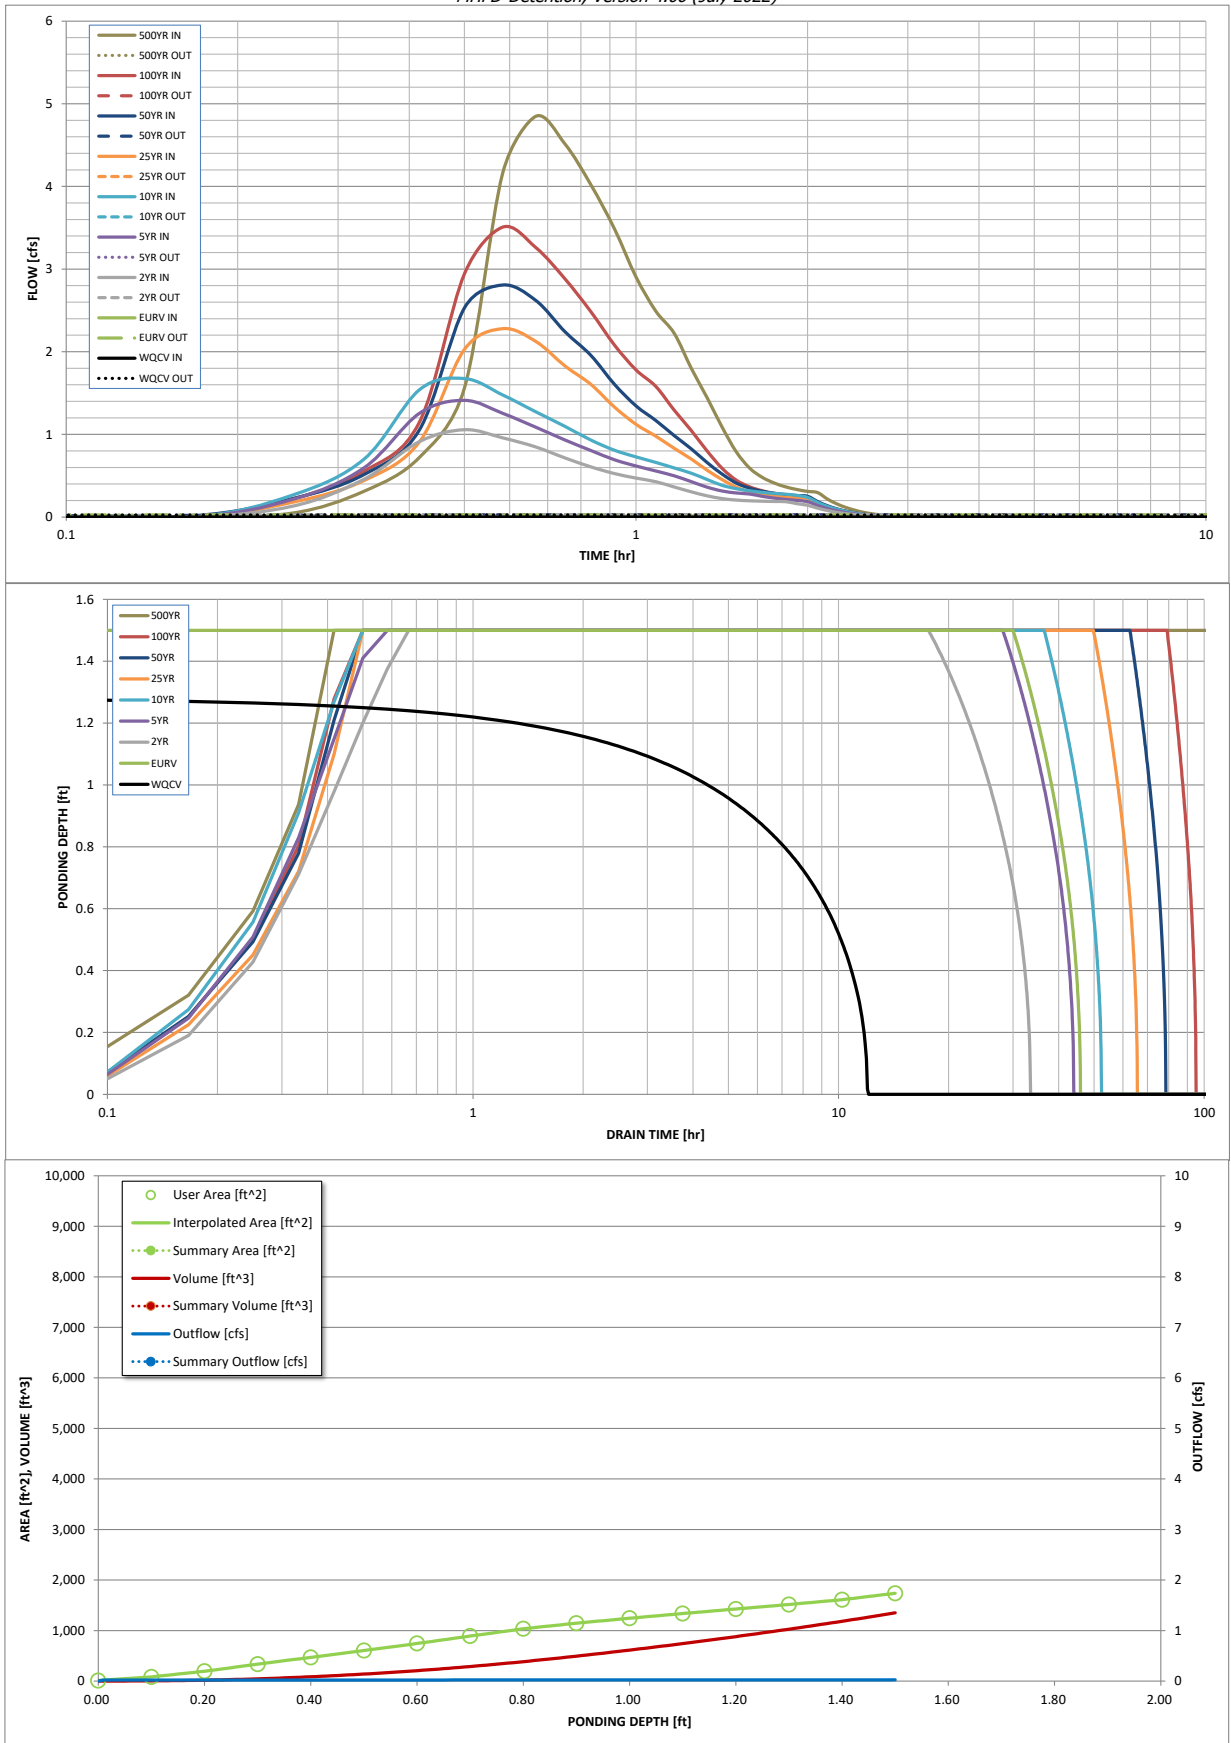 MHFD-Detention, Version 4.06 (July 2022)
6
5
4
3
2
1
0
0.1
1
10
FLOW [cfs]
TIME [hr]
500YR IN
500YR OUT
100YR IN
100YR OUT
50YR IN
50YR OUT
25YR IN
25YR OUT
10YR IN
10YR OUT
5YR IN
5YR OUT
2YR IN
2YR OUT
EURV IN
EURV OUT
WQCV IN
WQCV OUT
1.6
1.4
1.2
1
0.8
0.6
0.4
0.2
0
0.1
1
10
100
PONDING DEPTH [ft]
DRAIN TIME [hr]
500YR
100YR
50YR
25YR
10YR
5YR
2YR
EURV
WQCV
10,000
9,000
8,000
7,000
6,000
5,000
4,000
3,000
2,000
1,000
0
AREA [ft^2], VOLUME [ft^3]
User Area [ft^2]
Interpolated Area [ft^2]
Summary Area [ft^2]
Volume [ft^3]
Summary Volume [ft^3]
Outflow [cfs]
Summary Outflow [cfs]
10
9
8
7
6
5
4
3
2
1
0
OUTFLOW [cfs]
0.00
0.20
0.40
0.60
0.80
1.00
1.20
1.40
1.60
1.80
2.00
PONDING DEPTH [ft]